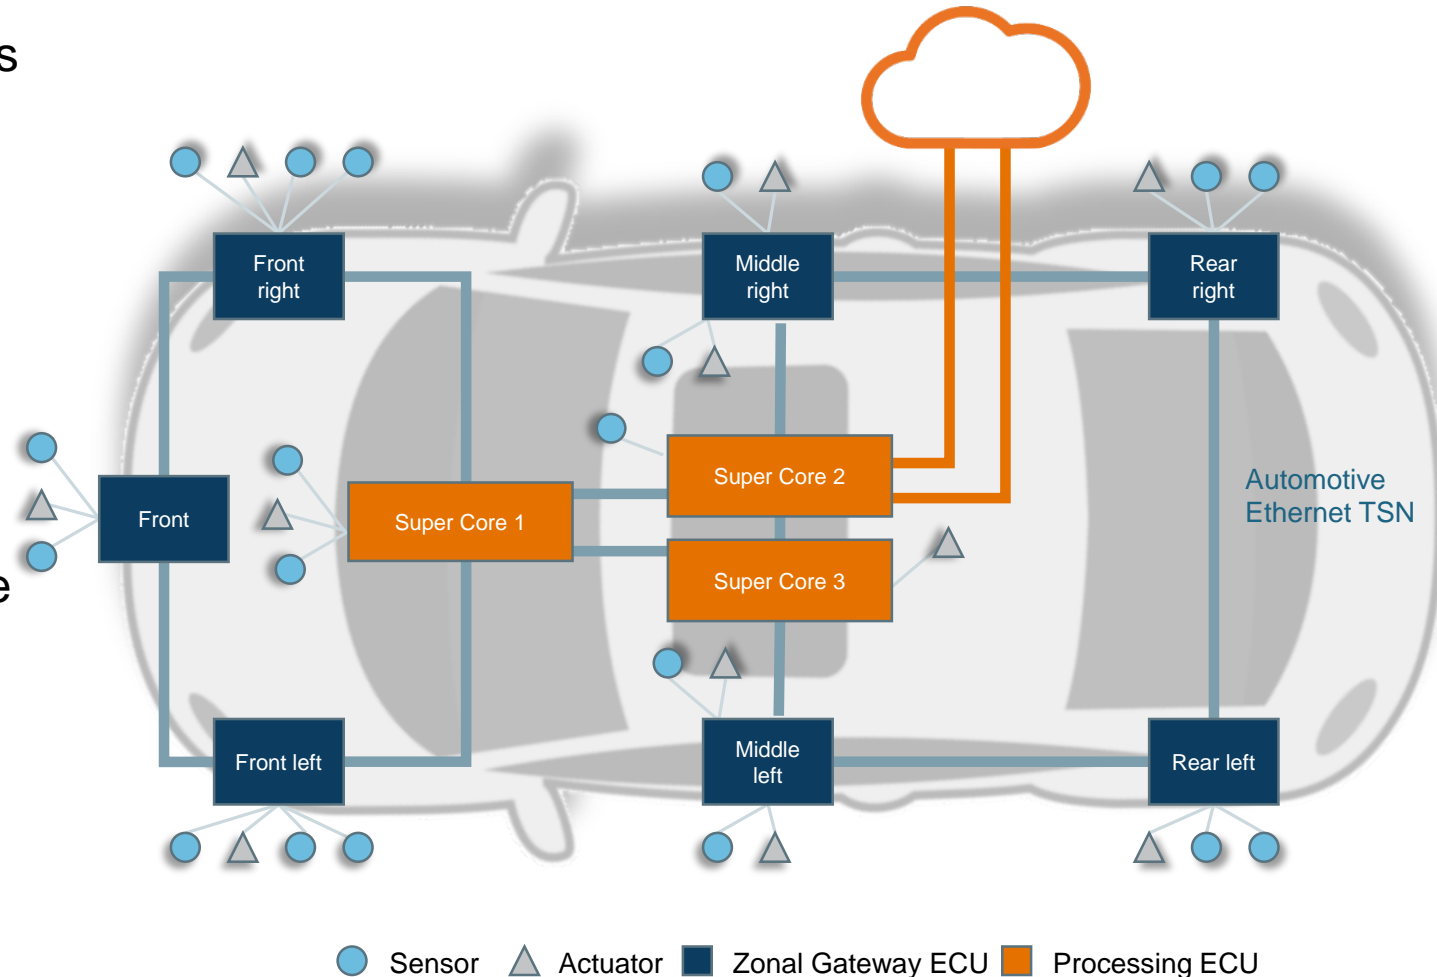 s
Front
right
Middle
right
Rear
right
Super Core 2
Automotive
Ethernet TSN
Front
Super Core 1
Super Core 3
e
Front left
Middle
left
Rear left
Sensor
Actuator
Zonal Gateway ECU
Processing ECU